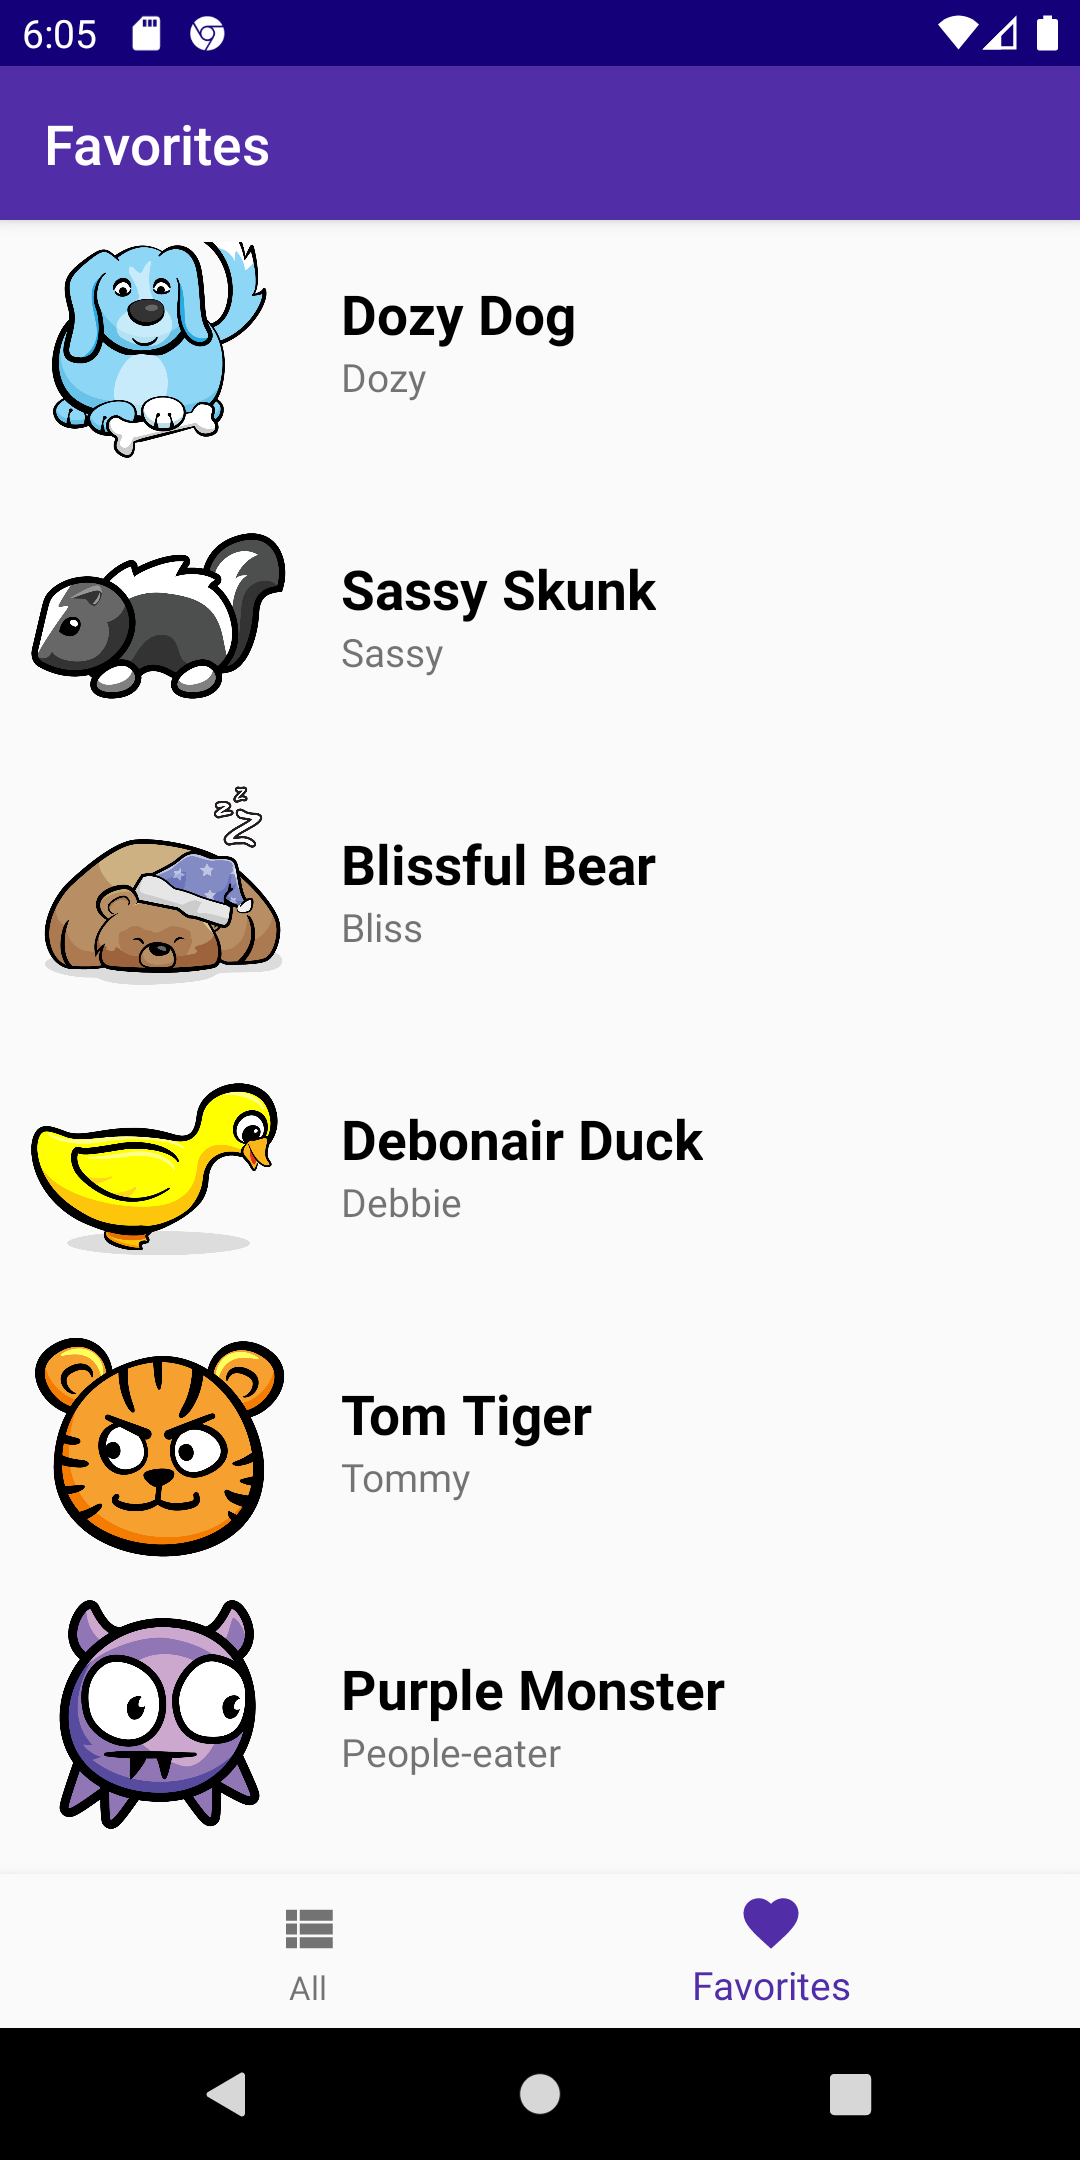 6:05
Favorites
Dozy Dog
Dozy
Sassy Skunk
Sassy
z z Z
Blissful Bear
Bliss
Debonair Duck
Debbie
Tom Tiger
Tommy
Purple Monster
People-eater
All
Favorites